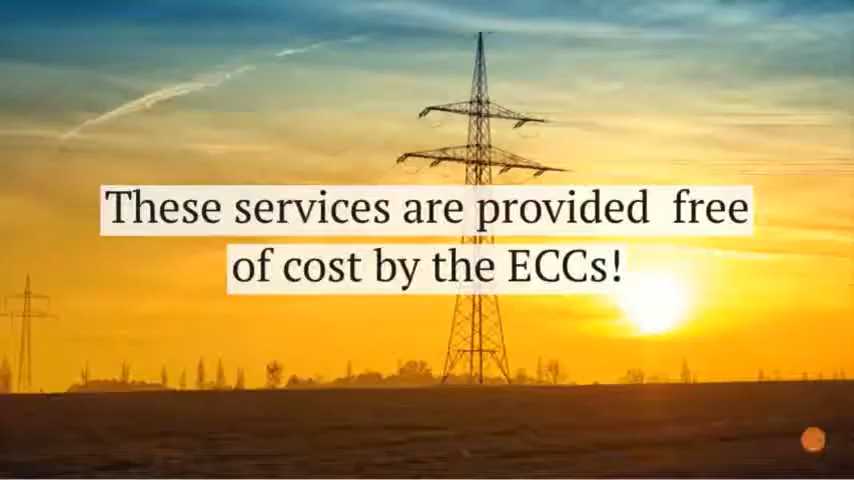 These services are provided  free
of cost by the ECCs!